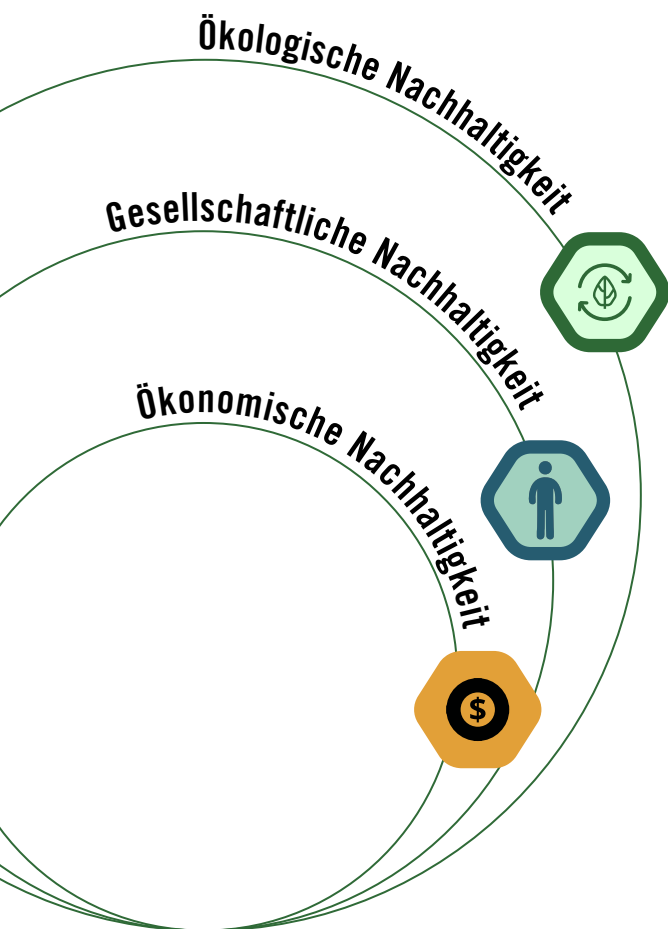 Ökologische Nachhaltigkeit
Gesellschaftliche Nachhaltigkeit
Ökonomische Nachhaltigkeit
$